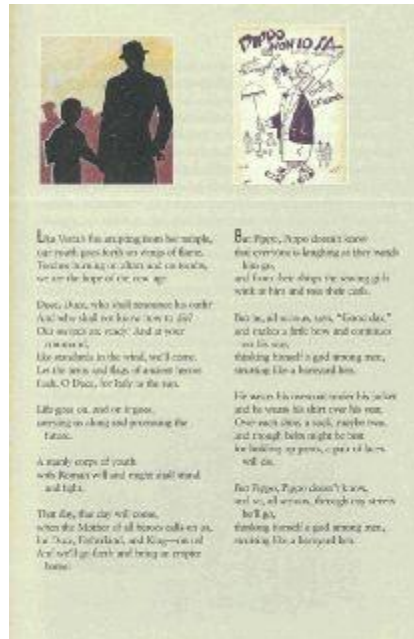 PIPPO
NON LO SA
Like Vesta's fire erupting from her temple,
our youth goes forth on wings of flame.
Torches burning on altars and on tombs,
we are the hope of the new age.
Duce, Duce, who shall renounce his oath?
And who shall not know how to die?
Our swords are ready! And at your
command,
like standards in the wind, we'll come.
Let the arms and flags of ancient heroes
flash, O Duce, for Italy to the sun.
Life goes on, and on it goes,
carrying us along and promising the
future.
A manly corps of youth
with Roman will and might shall stand
and fight.
That day, that day will come,
when the Mother of all heroes calls on us,
for Duce, Fatherland, and King—on us!
And we'll go forth and bring an empire
home!
But Pippo, Pippo doesn't know
that everyone is laughing as they watch
him go,
and from their shops the sewing girls
wink at him and toss their curls.
But he, all serious, says, "Good day,"
and makes a little bow and continues
on his way,
thinking himself a god among men,
strutting like a barnyard hen.
He wears his overcoat under his jacket
and he wears his shirt over his vest.
Over each shoe, a sock, maybe two,
and though belts might be best
for holding up pants, a pair of laces
will do.
But Pippo, Pippo doesn't know,
and so, all serious, through our streets
he'll go,
thinking himself a god among men,
strutting like a barnyard hen.